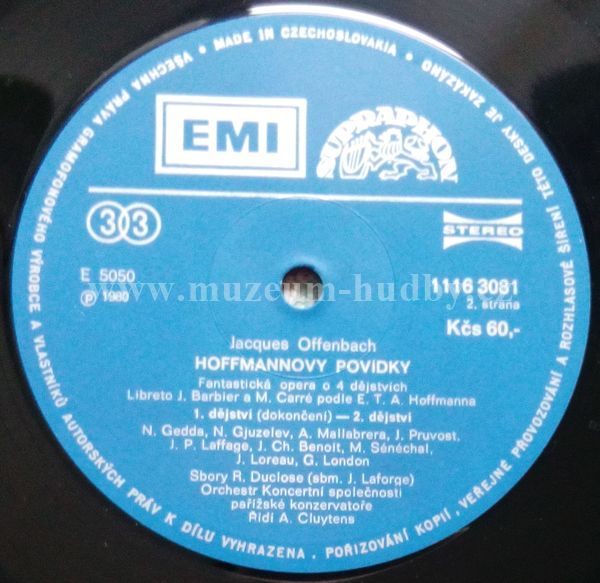 VŠECHNA PRÁVA GRAMOFONOVÉHO VÝROBCE A VLASTNÍKŮ AUTORSKÝCH PRÁV K DÍLU VYHRAZENA . POŘIZOVÁNÍ KOPIÍ , VEŘEJNÉ PŘEVOZOVÁNÍ A ROZHLASOVÉ ŠÍŘENÍ TÉTO DESKY JE ZAKÁZÁNO
• MADE IN CZECHOSLOVAKIA •
EMI
SUPRAPHON
33
STEREO
E 5050
1116 3081
Ⓟ 1980
2. strana
www.muzeum-hudby.cz
Kčs 60,-
Jacques Offenbach
HOFFMANNOVY POVÍDKY
Fantastická opera o 4 dějstvích
Libreto J. Barbier a M. Carré podle E. T. A. Hoffmanna
1. dějství (dokončení) — 2. dějství
N. Gedda, N. Gjuzelev, A. Mallabrera, J. Pruvost,
J. P. Laffage, J. Ch. Benoit, M. Sénéchal,
J. Loreau, G. London
Sbory R. Duclose (sbm. J. Laforge)
Orchestr Koncertní společnosti
pařížské konzervatoře
Řídí A. Cluytens